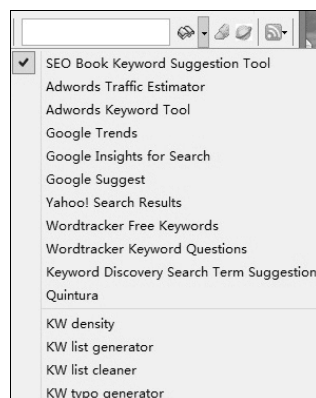 SEO Book Keyword Suggestion Tool
Adwords Traffic Estimator
Adwords Keyword Tool
Google Trends
Google Insights for Search
Google Suggest
Yahoo! Search Results
Wordtracker Free Keywords
Wordtracker Keyword Questions
Keyword Discovery Search Term Suggestion
Quintura
KW density
KW list generator
KW list cleaner
KW typo generator